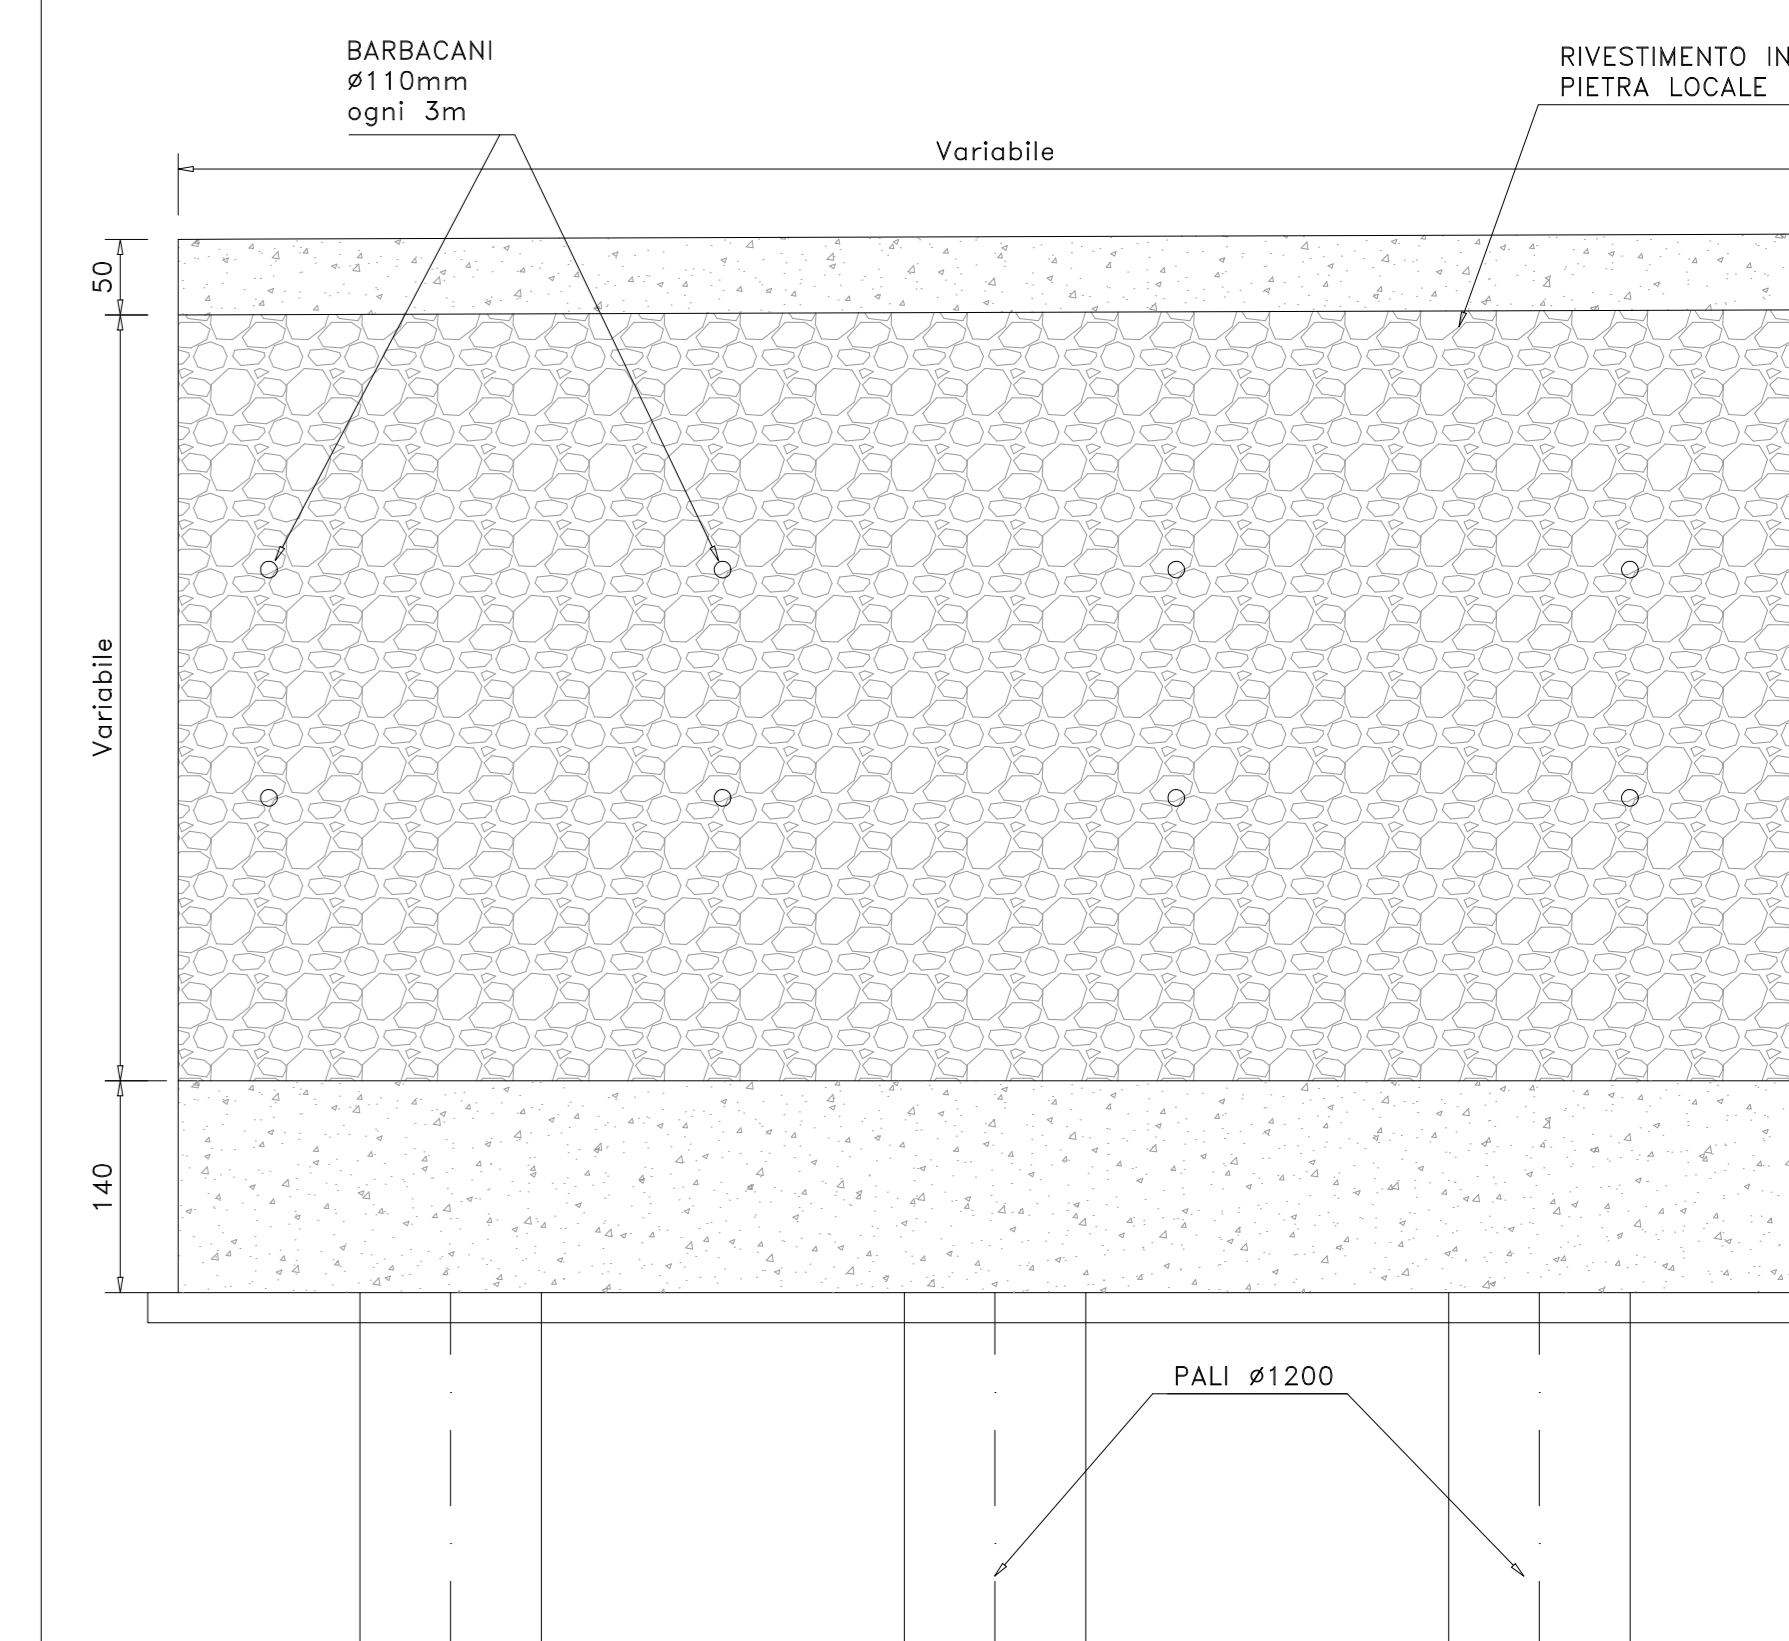 BARBACANI
ø110mm
ogni 3m
RIVESTIMENTO IN
PIETRA LOCALE
Variabile
50
Variabile
140
PALI ø1200